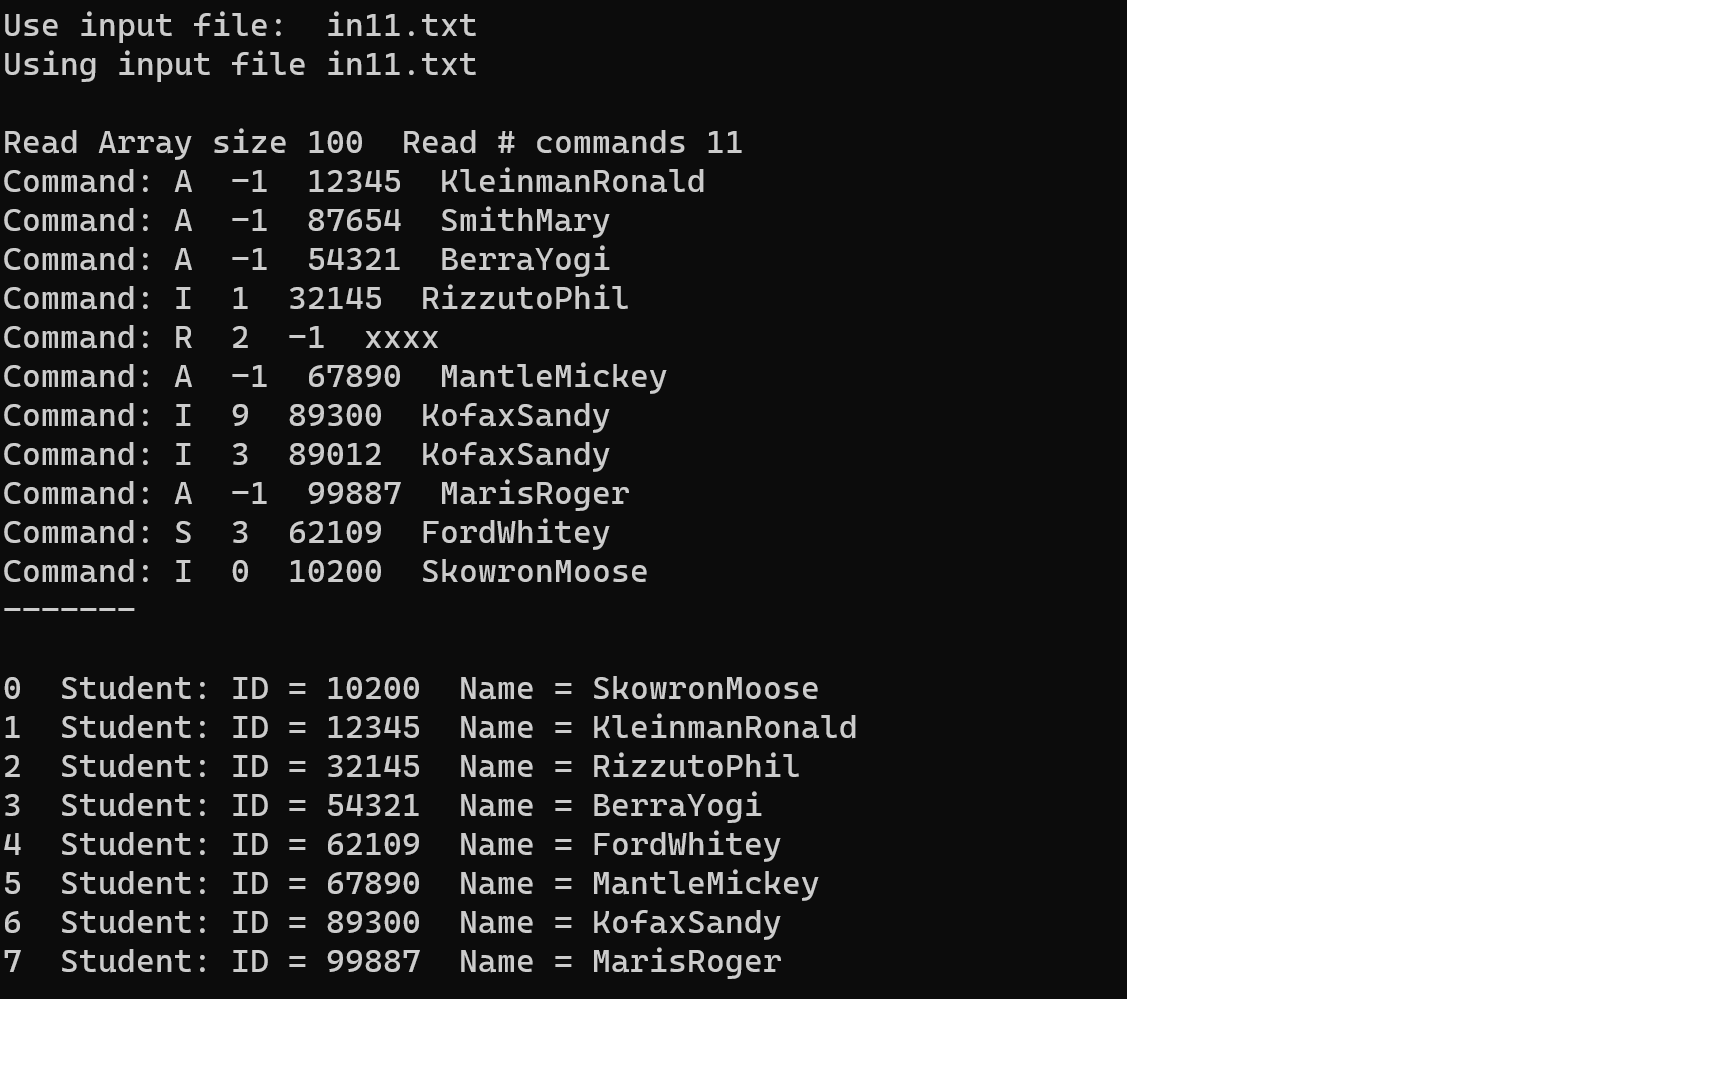 Use input file:  in11.txt
Using input file in11.txt
Read Array size 100  Read # commands 11
Command: A  -1  12345  KleinmanRonald
Command: A  -1  87654  SmithMary
Command: A  -1  54321  BerraYogi
Command: I  1  32145  RizzutoPhil
Command: R  2  -1  xxxx
Command: A  -1  67890  MantleMickey
Command: I  9  89300  KofaxSandy
Command: I  3  89012  KofaxSandy
Command: A  -1  99887  MarisRoger
Command: S  3  62109  FordWhitey
Command: I  0  10200  SkowronMoose
-------
0  Student: ID = 10200  Name = SkowronMoose
1  Student: ID = 12345  Name = KleinmanRonald
2  Student: ID = 32145  Name = RizzutoPhil
3  Student: ID = 54321  Name = BerraYogi
4  Student: ID = 62109  Name = FordWhitey
5  Student: ID = 67890  Name = MantleMickey
6  Student: ID = 89300  Name = KofaxSandy
7  Student: ID = 99887  Name = MarisRoger